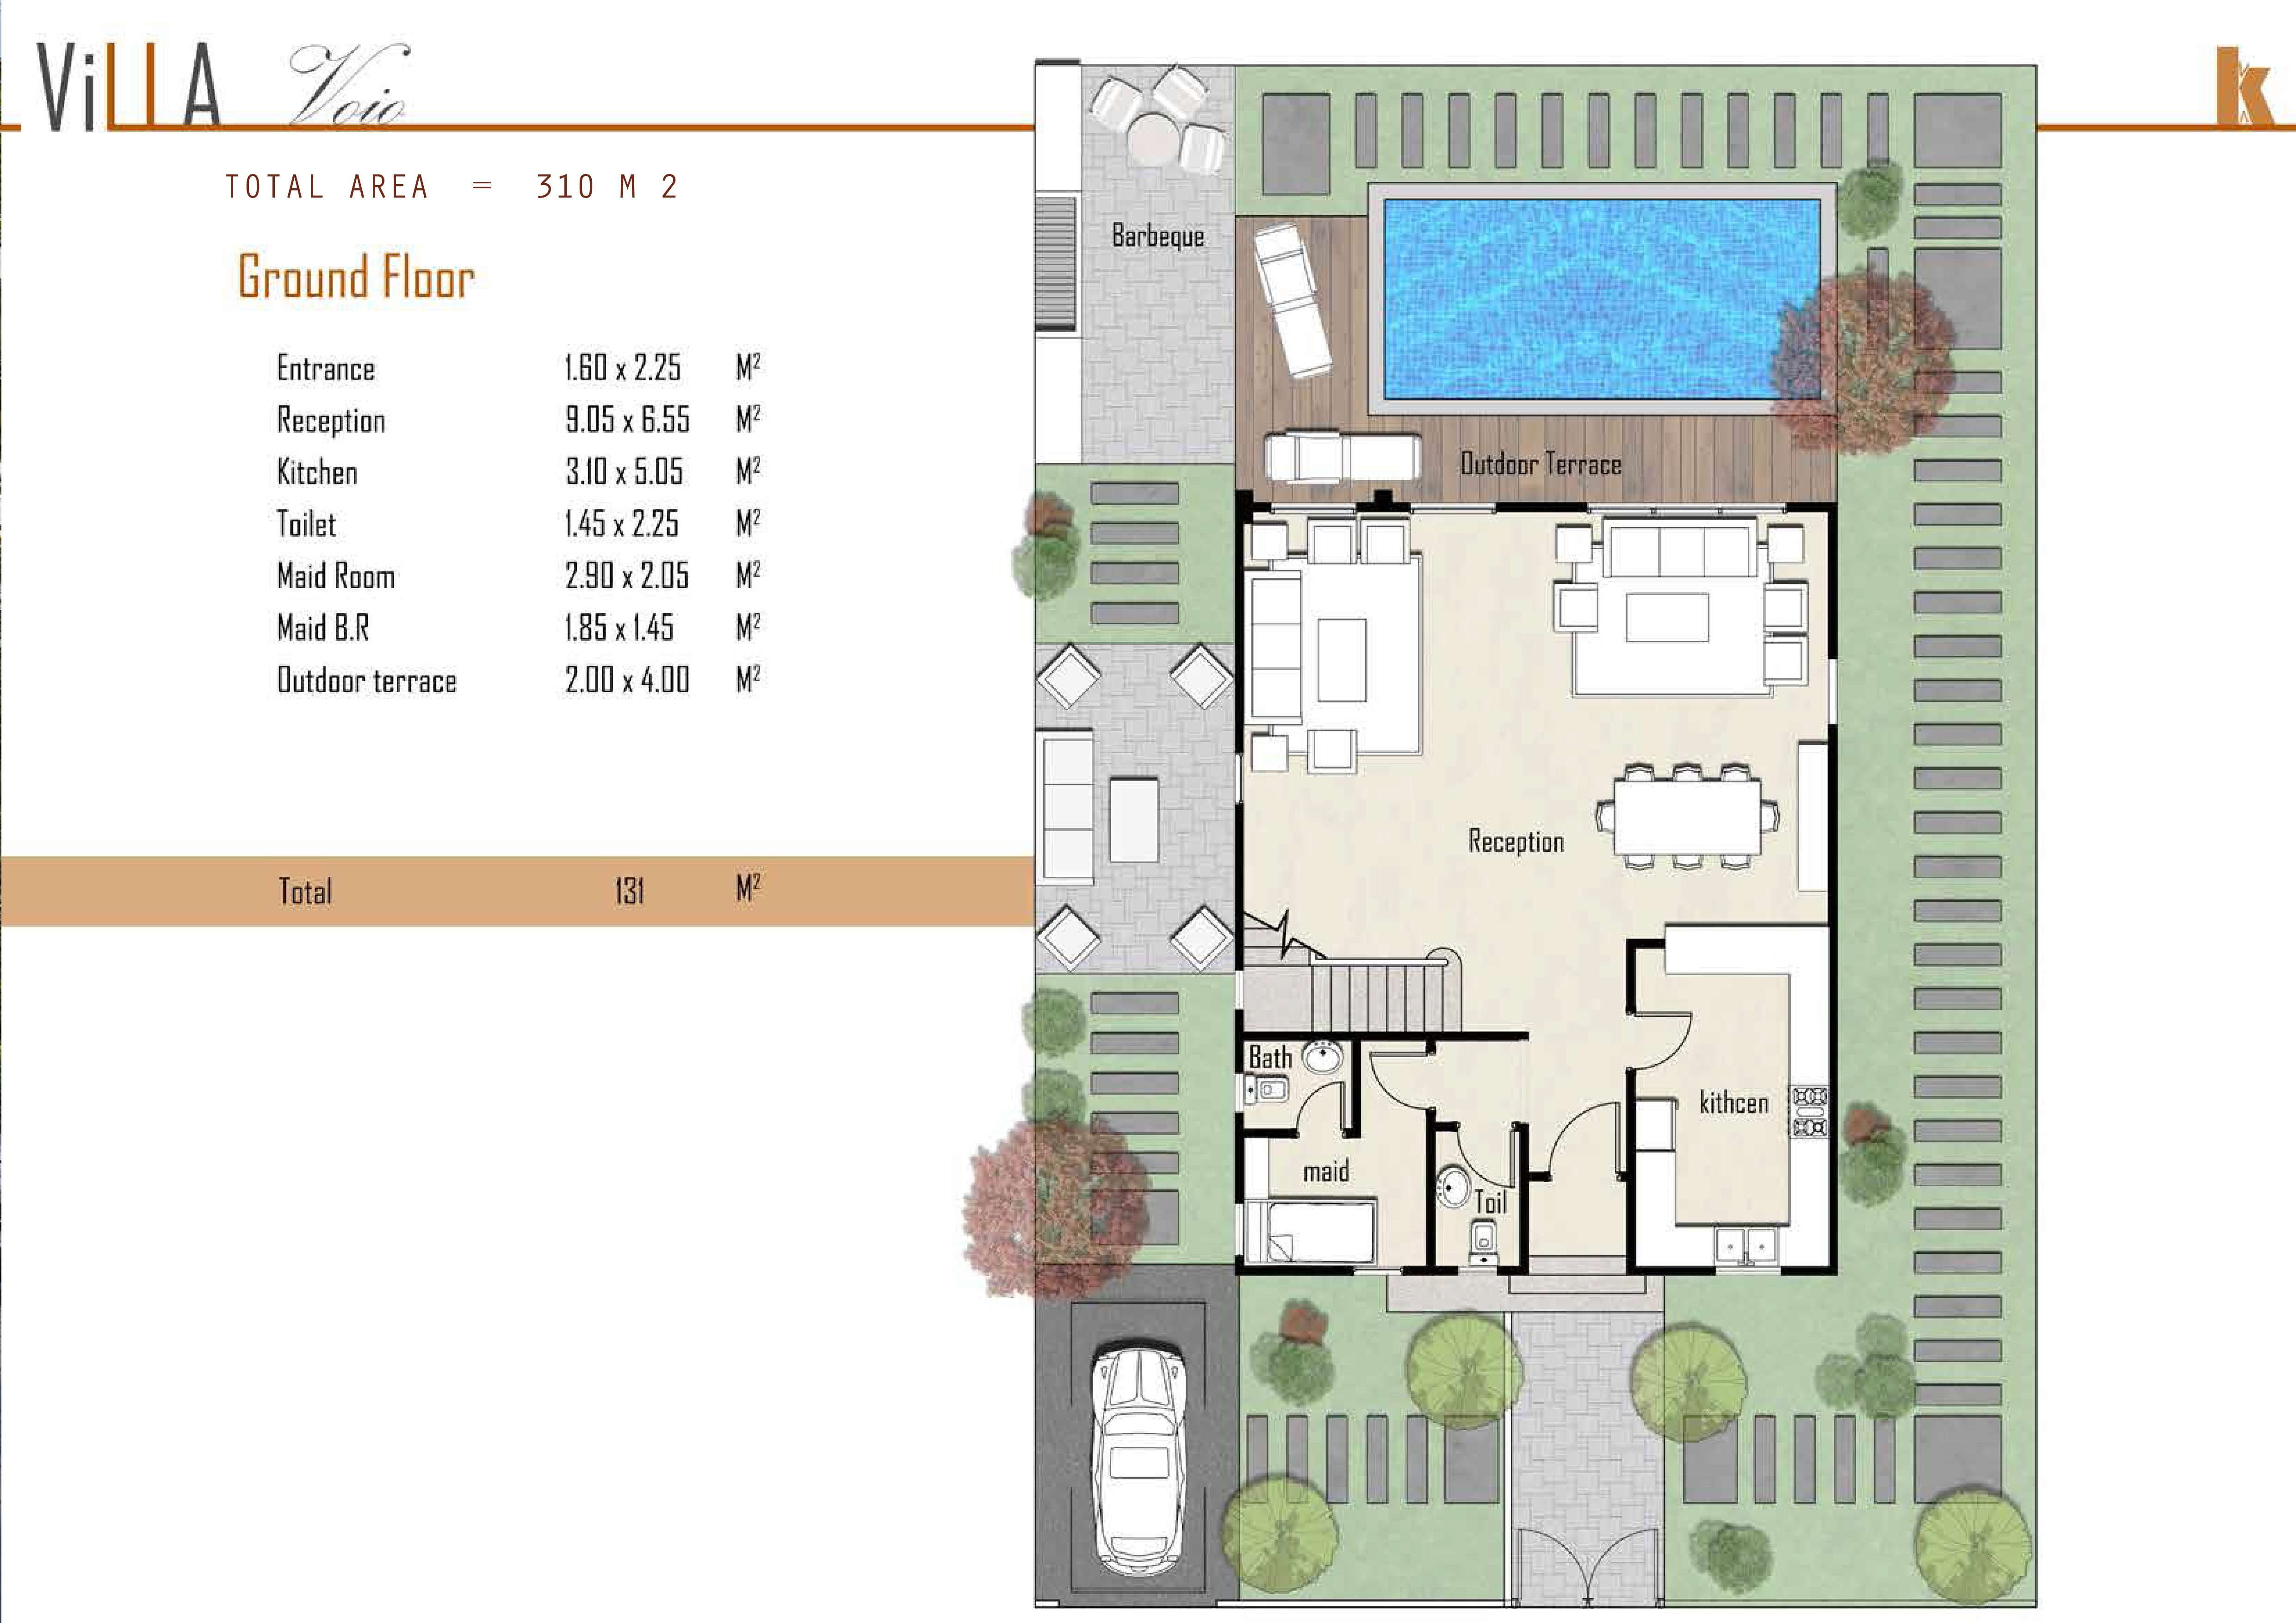 ViLLA Voio
TOTAL AREA = 310 M 2
Ground Floor
Entrance 1.60 x 2.25 M²
Reception 9.05 x 6.55 M²
Kitchen 3.10 x 5.05 M²
Toilet 1.45 x 2.25 M²
Maid Room 2.90 x 2.05 M²
Maid B.R 1.85 x 1.45 M²
Outdoor terrace 2.00 x 4.00 M²
Total 131 M²
k
Barbeque
Outdoor Terrace
Reception
Bath
kithcen
maid
Toil